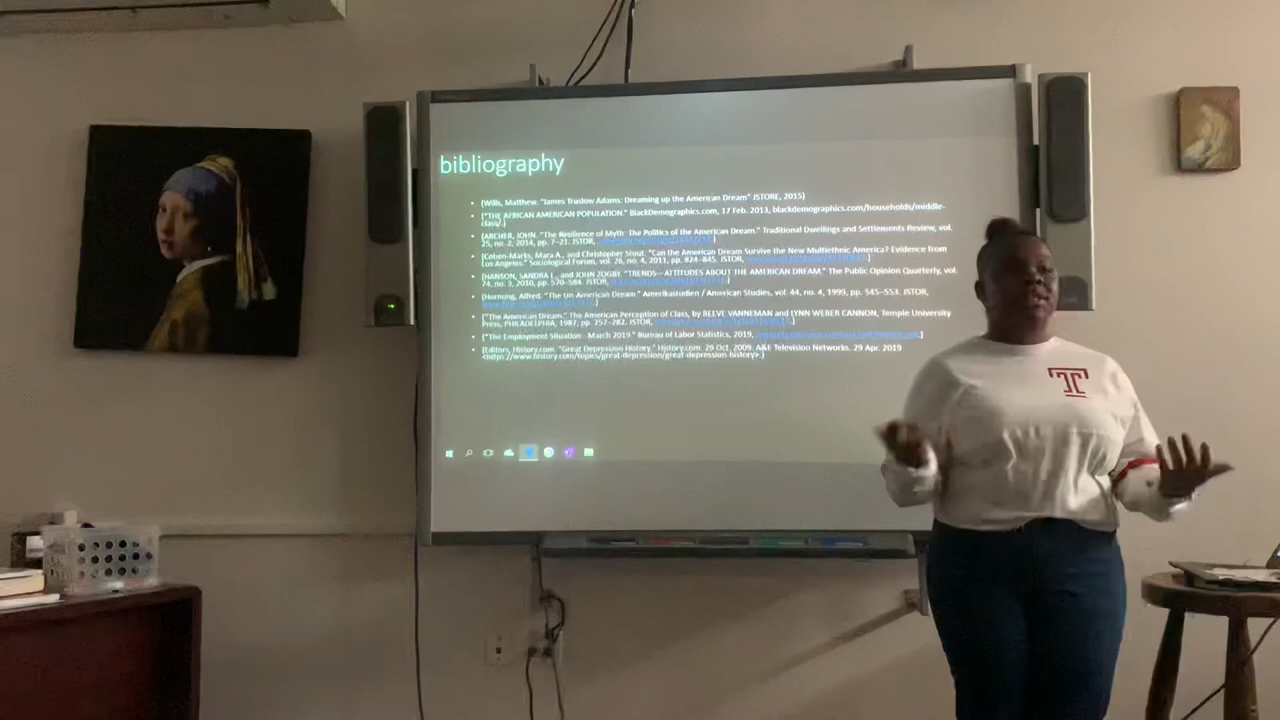 bibliography
• (Wills, Matthew. "James Truslow Adams: Dreaming up the American Dream" JSTORE, 2015)
• ["THE AFRICAN AMERICAN POPULATION." BlackDemographics.com, 17 Feb. 2013, blackdemographics.com/households/middle-
class/.]
• [ARCHER, JOHN. "The Resilience of Myth: The Politics of the American Dream." Traditional Dwellings and Settlements Review, vol.
25, no. 2, 2014, pp. 7–21. JSTOR,
• [Cohen-Marks, Mara A., and Christopher Stout. "Can the American Dream Survive the New Multiethnic America? Evidence from
Los Angeles." Sociological Forum, vol. 26, no. 4, 2011, pp. 824–845. JSTOR,
• [HANSON, SANDRA L., and JOHN ZOGBY. "TRENDS—ATTITUDES ABOUT THE AMERICAN DREAM." The Public Opinion Quarterly, vol.
74, no. 3, 2010, pp. 570–584. JSTOR,
• [Hornung, Alfred. "The Un-American Dream." Amerikastudien / American Studies, vol. 44, no. 4, 1999, pp. 545–553. JSTOR,
• ["The American Dream." The American Perception of Class, by REEVE VANNEMAN and LYNN WEBER CANNON, Temple University
Press, PHILADELPHIA, 1987, pp. 257–282. JSTOR,
• ["The Employment Situation - March 2019." Bureau of Labor Statistics, 2019,
• [Editors, History.com. "Great Depression History." History.com. 29 Oct. 2009. A&E Television Networks. 29 Apr. 2019
<https://www.history.com/topics/great-depression/great-depression-history>.]
T